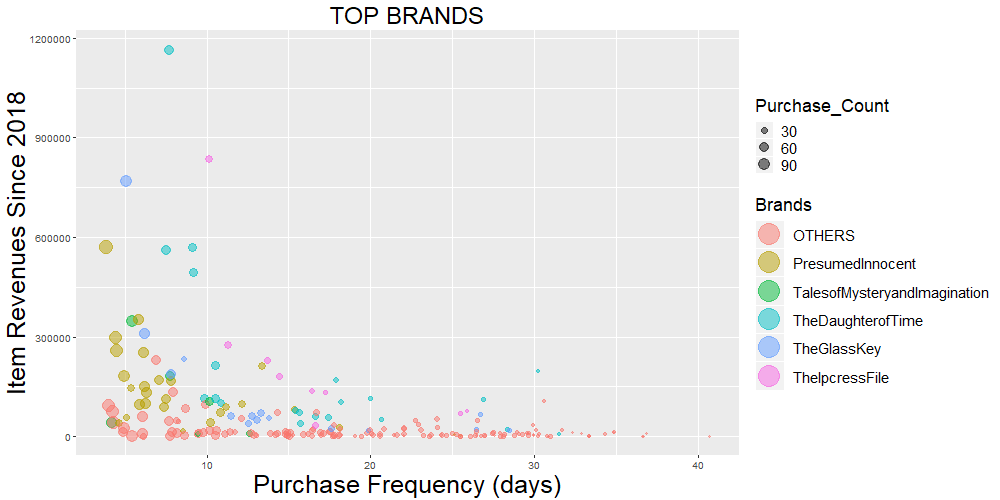 TOP BRANDS
Item Revenues Since 2018
1200000
900000
600000
300000
0
10
20
30
40
Purchase Frequency (days)
Purchase_Count
30
60
90
Brands
OTHERS
PresumedInnocent
TalesofMysteryandImagination
TheDaughterofTime
TheGlassKey
TheIpcressFile